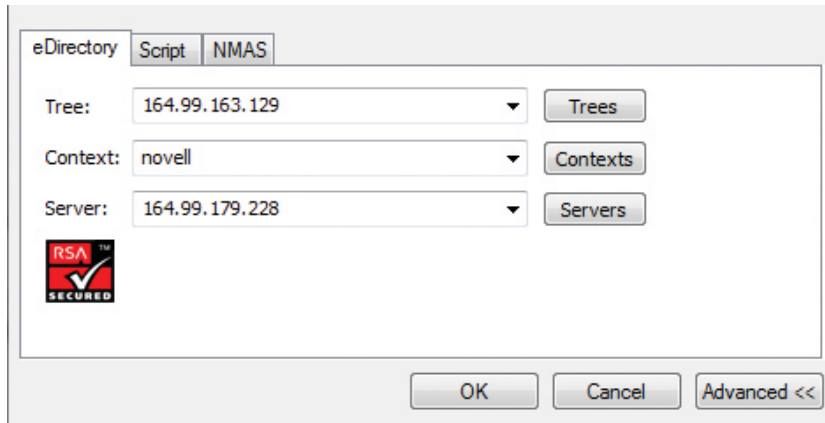 eDirectory Script NMAS
Tree: 164.99.163.129 Trees
Context: novell Contexts
Server: 164.99.179.228 Servers
RSA ™
SECURED
OK Cancel Advanced <<